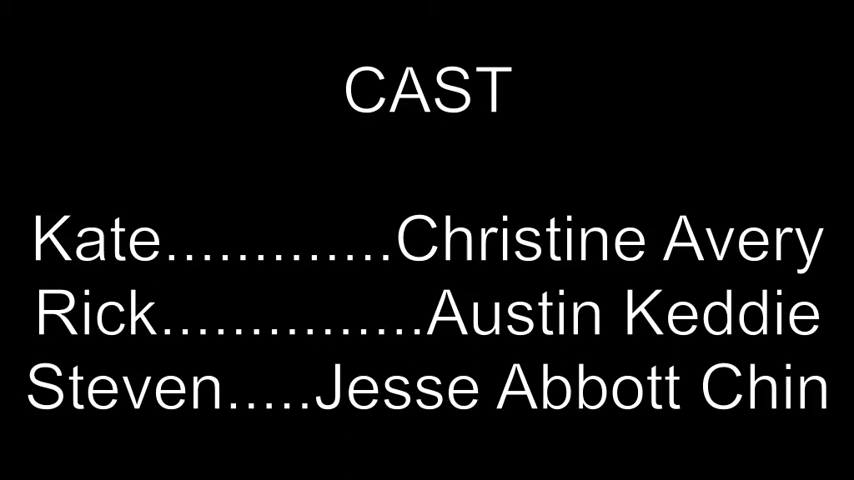 CAST
Kate.............Christine Avery
Rick...............Austin Keddie
Steven.....Jesse Abbott Chin